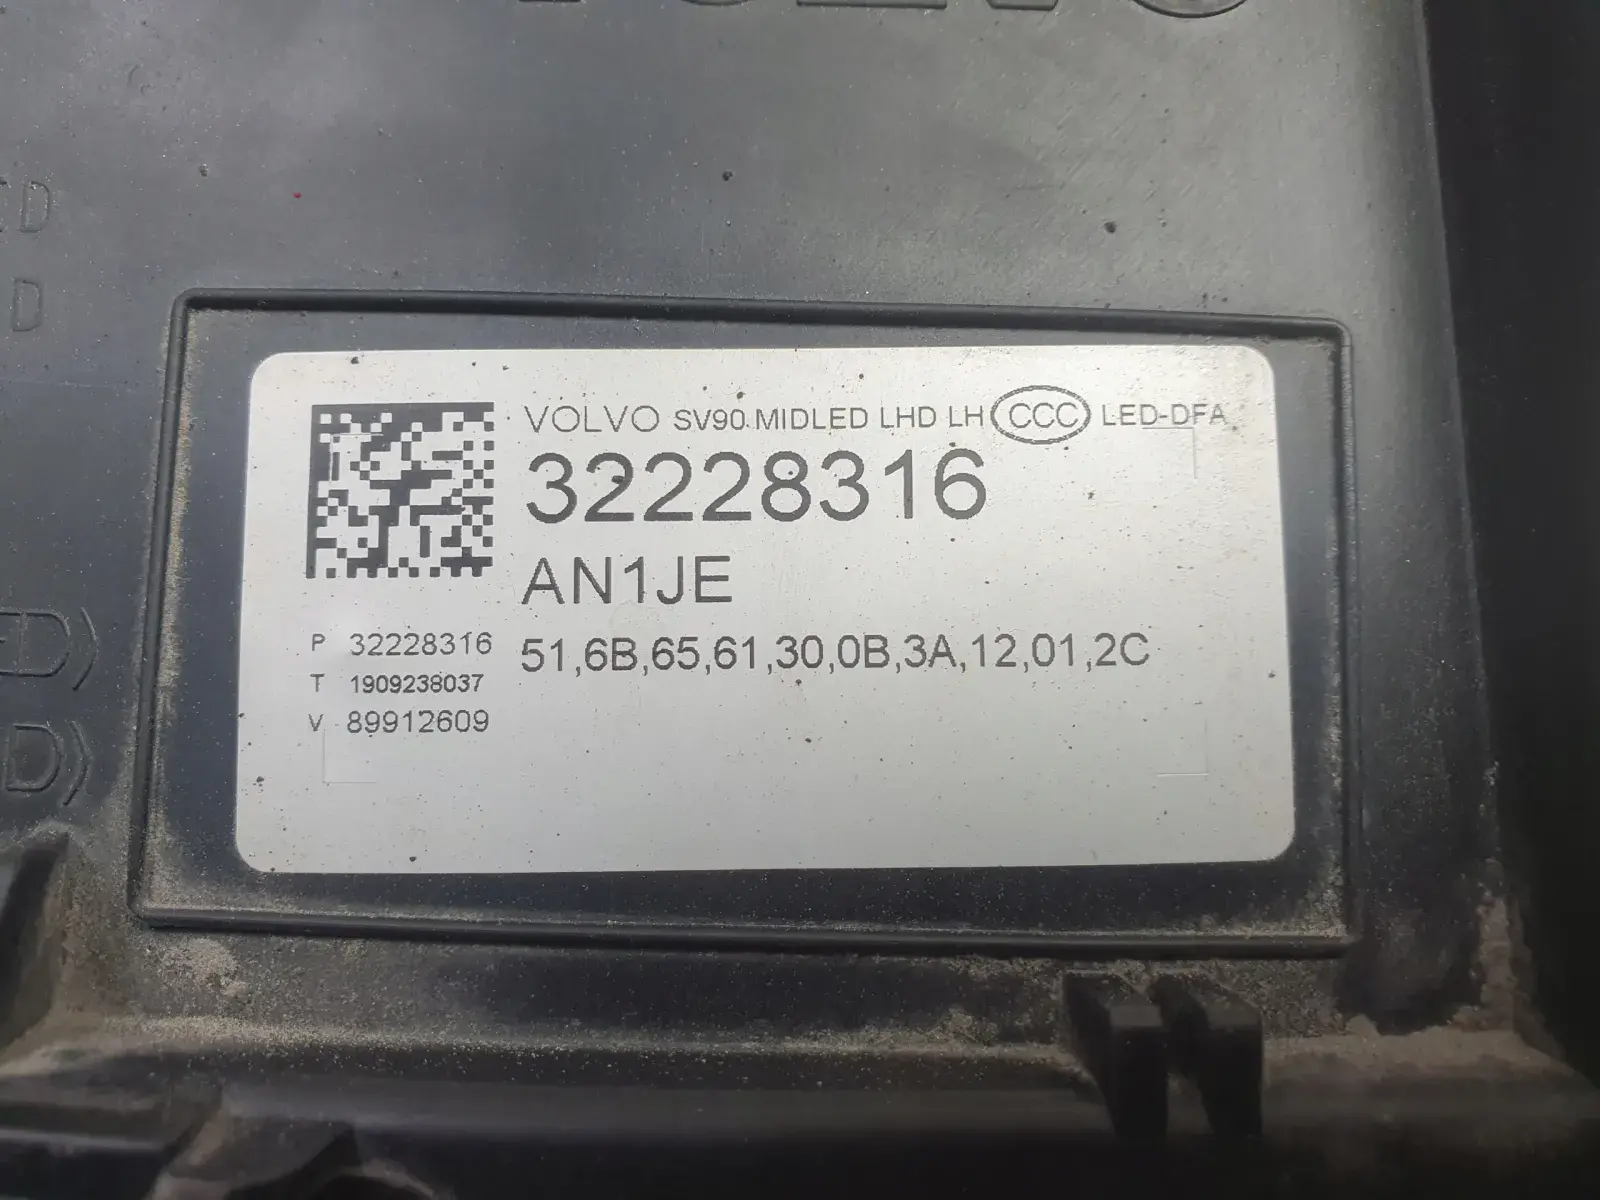 VOLVO
D
D
VOLVO SV90 MIDLED LHD LH CCC LED-DFA
32228316
AN1JE
51,6B,65,61,30,0B,3A,12,01,2C
P 32228316
T 1909238037
V 89912609